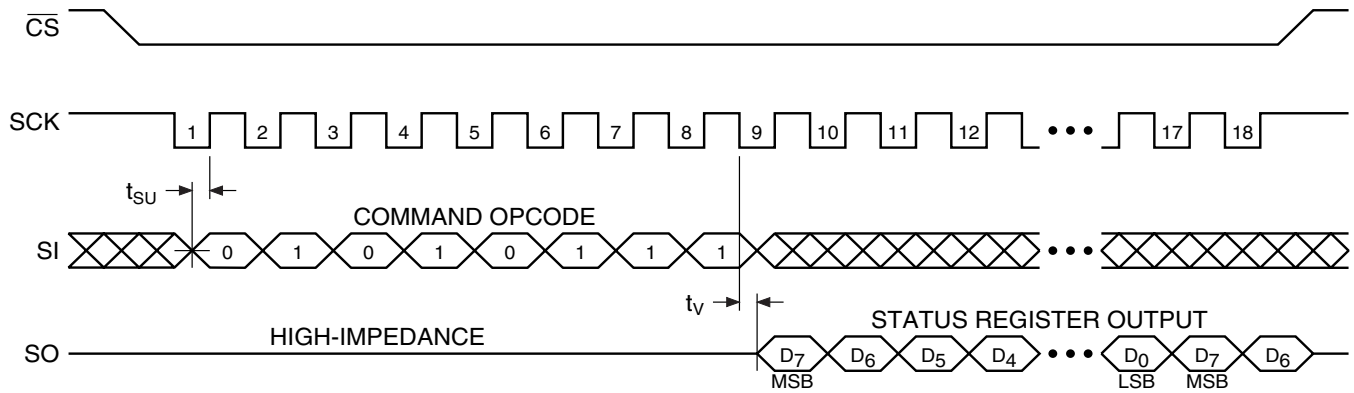 CS
SCK 1 2 3 4 5 6 7 8 9 10 11 12 ••• 17 18
tSU
COMMAND OPCODE
SI 0 1 0 1 0 1 1 1 •••
tV
HIGH-IMPEDANCE
STATUS REGISTER OUTPUT
SO D7 D6 D5 D4 ••• D0 D7 D6
MSB LSB MSB